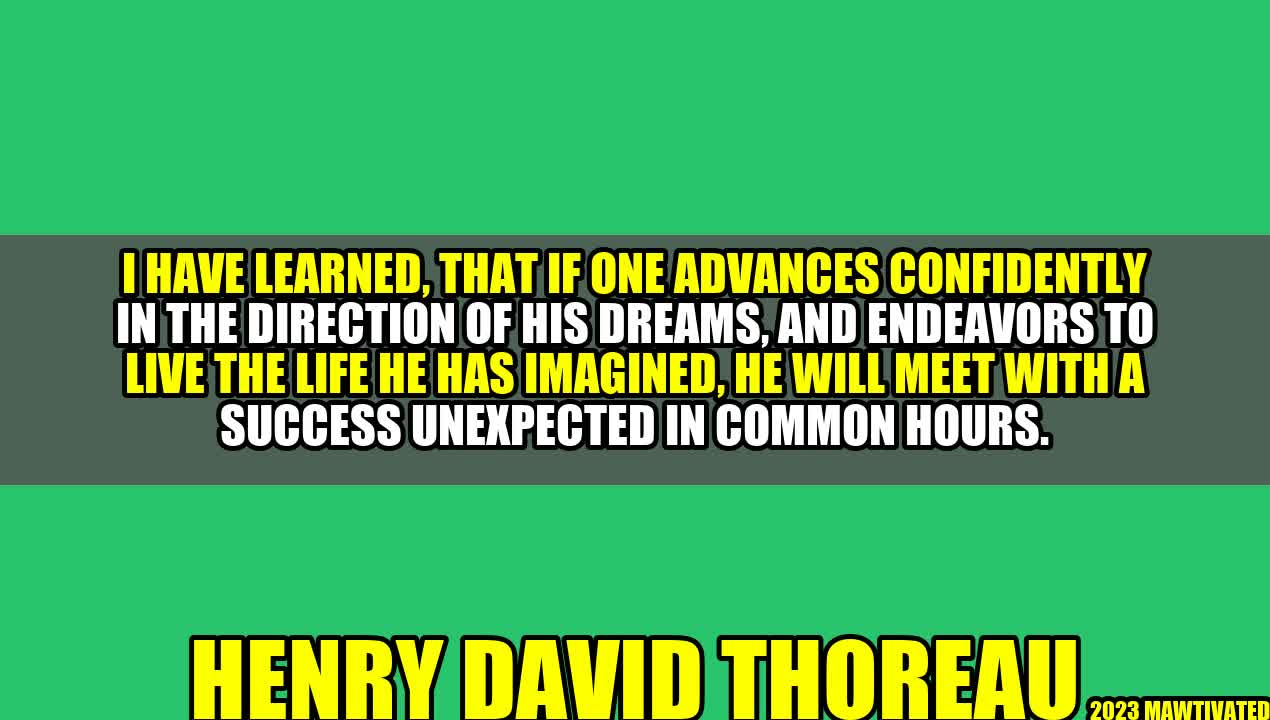 I HAVE LEARNED, THAT IF ONE ADVANCES CONFIDENTLY
IN THE DIRECTION OF HIS DREAMS, AND ENDEAVORS TO
LIVE THE LIFE HE HAS IMAGINED, HE WILL MEET WITH A
SUCCESS UNEXPECTED IN COMMON HOURS.
HENRY DAVID THOREAU
2023 MAWTIVATED